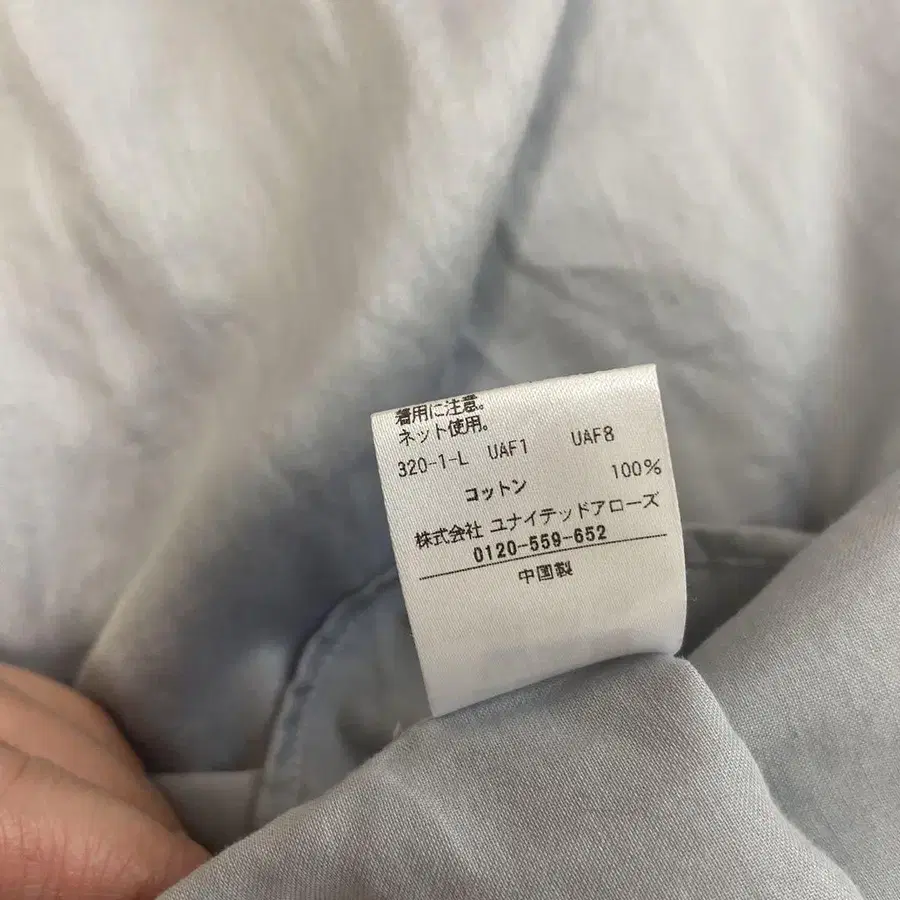 着用に注意。
ネット使用。
320-1-L UAF1 UAF8
コットン 100%
株式会社 ユナイテッドアローズ
0120-559-652
中国製